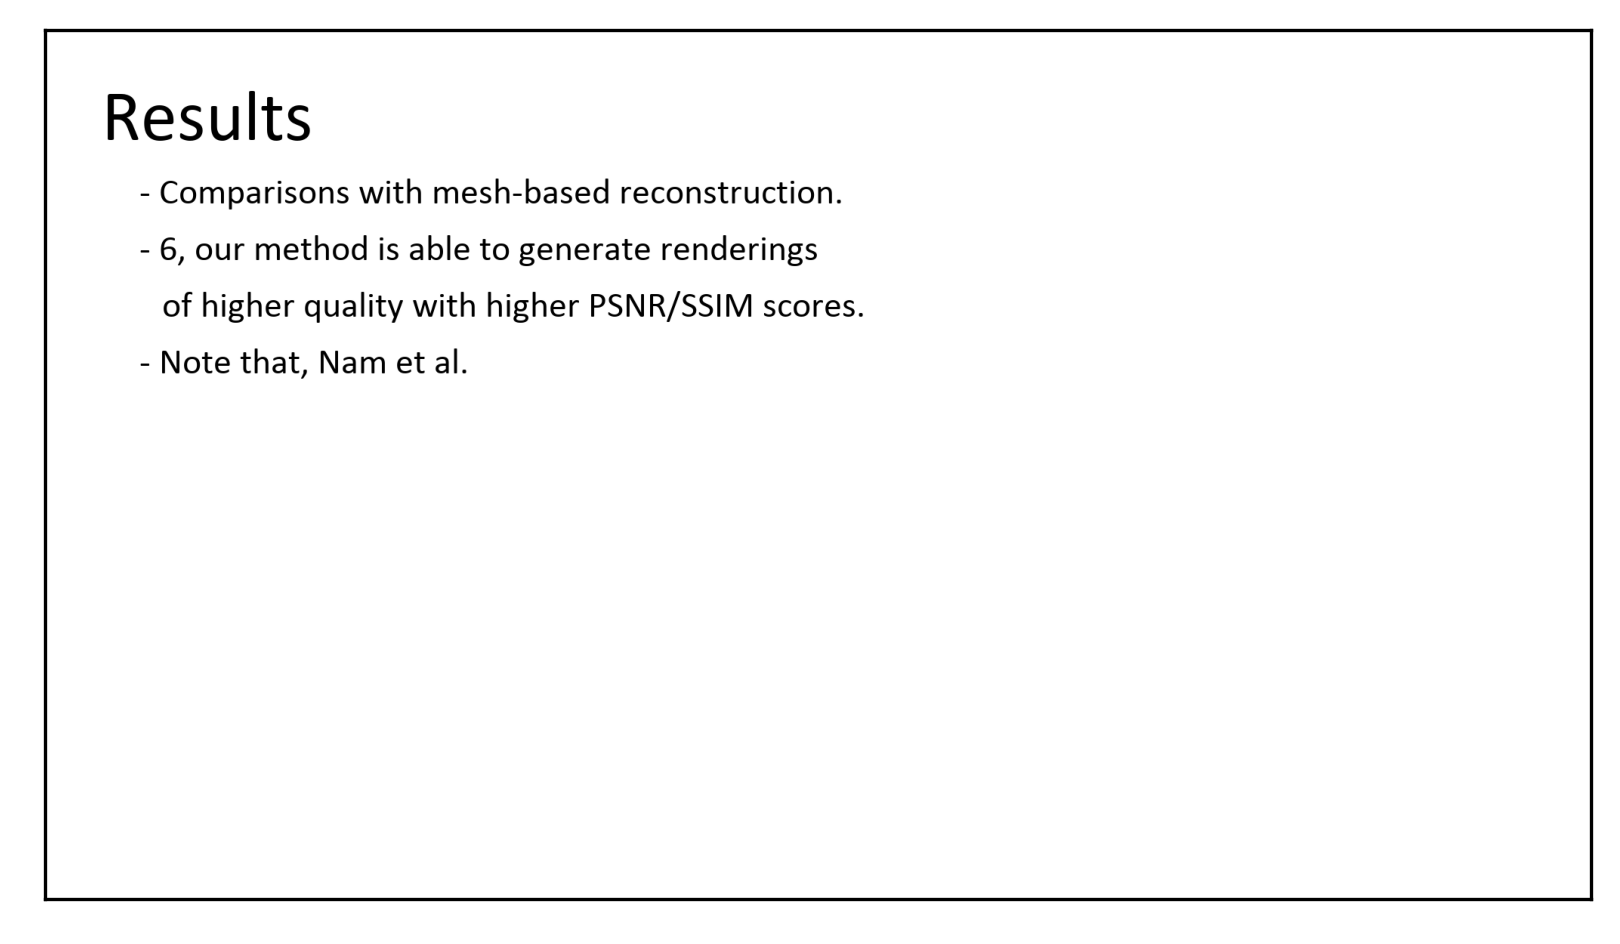 Results
- Comparisons with mesh-based reconstruction.
- 6, our method is able to generate renderings
of higher quality with higher PSNR/SSIM scores.
- Note that, Nam et al.